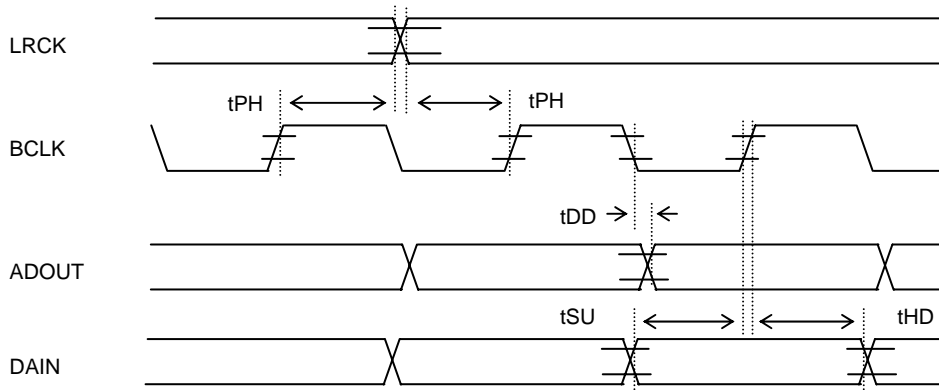 LRCK
tPH tPH
BCLK
tDD
ADOUT
tSU tHD
DAIN